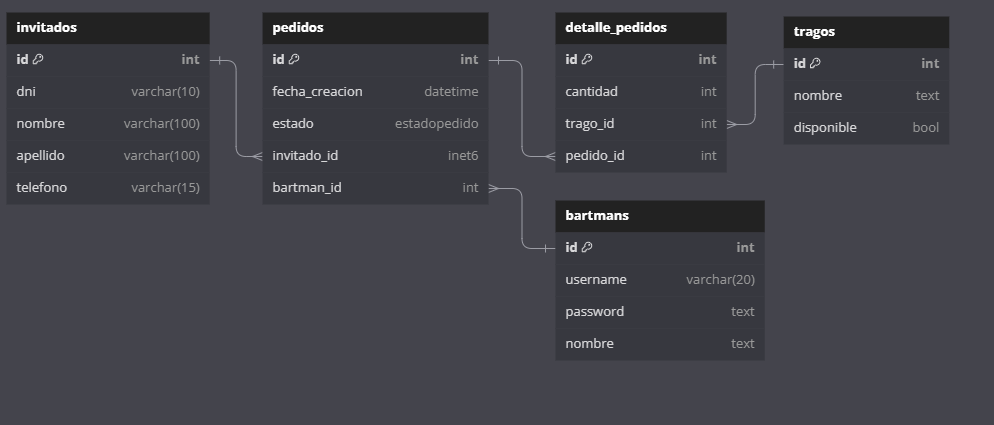 invitados
id int
dni varchar(10)
nombre varchar(100)
apellido varchar(100)
telefono varchar(15)
pedidos
id int
fecha_creacion datetime
estado estadopedido
invitado_id inet6
bartman_id int
detalle_pedidos
id int
cantidad int
trago_id int
pedido_id int
tragos
id int
nombre text
disponible bool
bartmans
id int
username varchar(20)
password text
nombre text